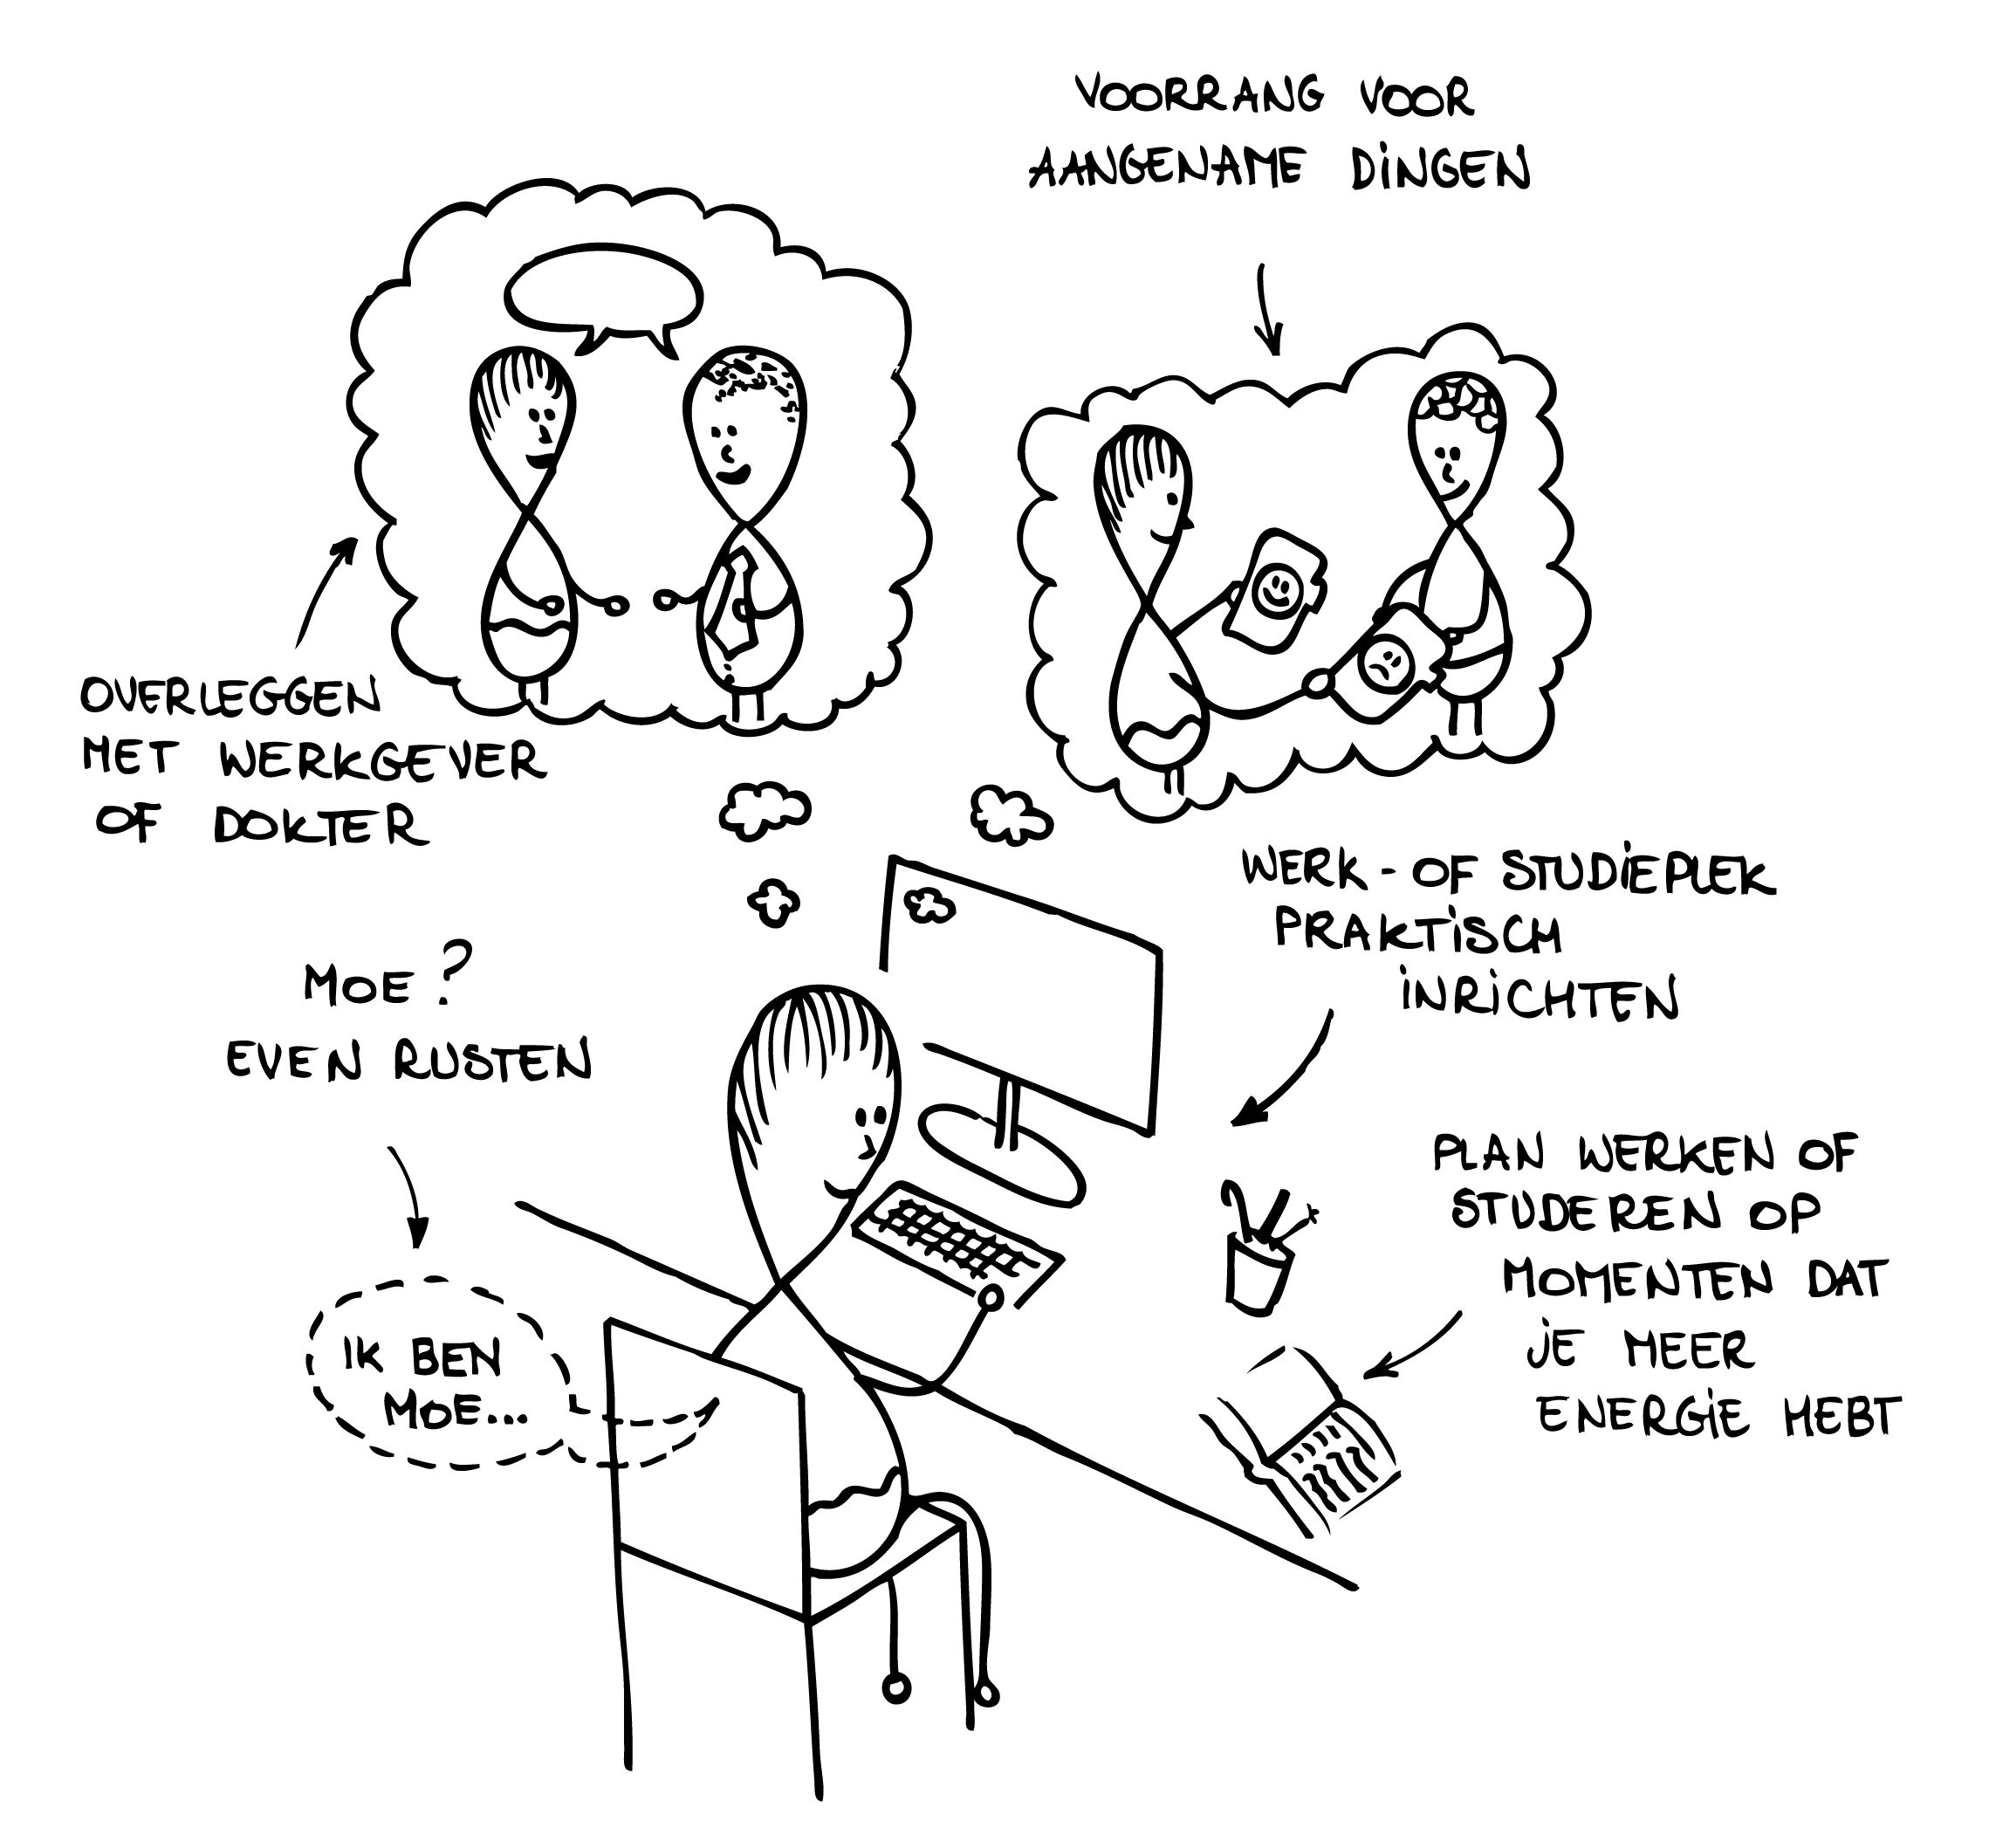 VOORRANG VOOR
AANGENAME DINGEN
OVERLEGGEN
MET WERKGEVER
OF DOKTER
WERK- OF STUDIEPLEK
PRAKTISCH
INRICHTEN
MOE?
EVEN RUSTEN
PLAN WERKEN OF
STUDEREN OP
MOMENTEN DAT
JE MEER
ENERGIE HEBT
IK BEN
MOE...